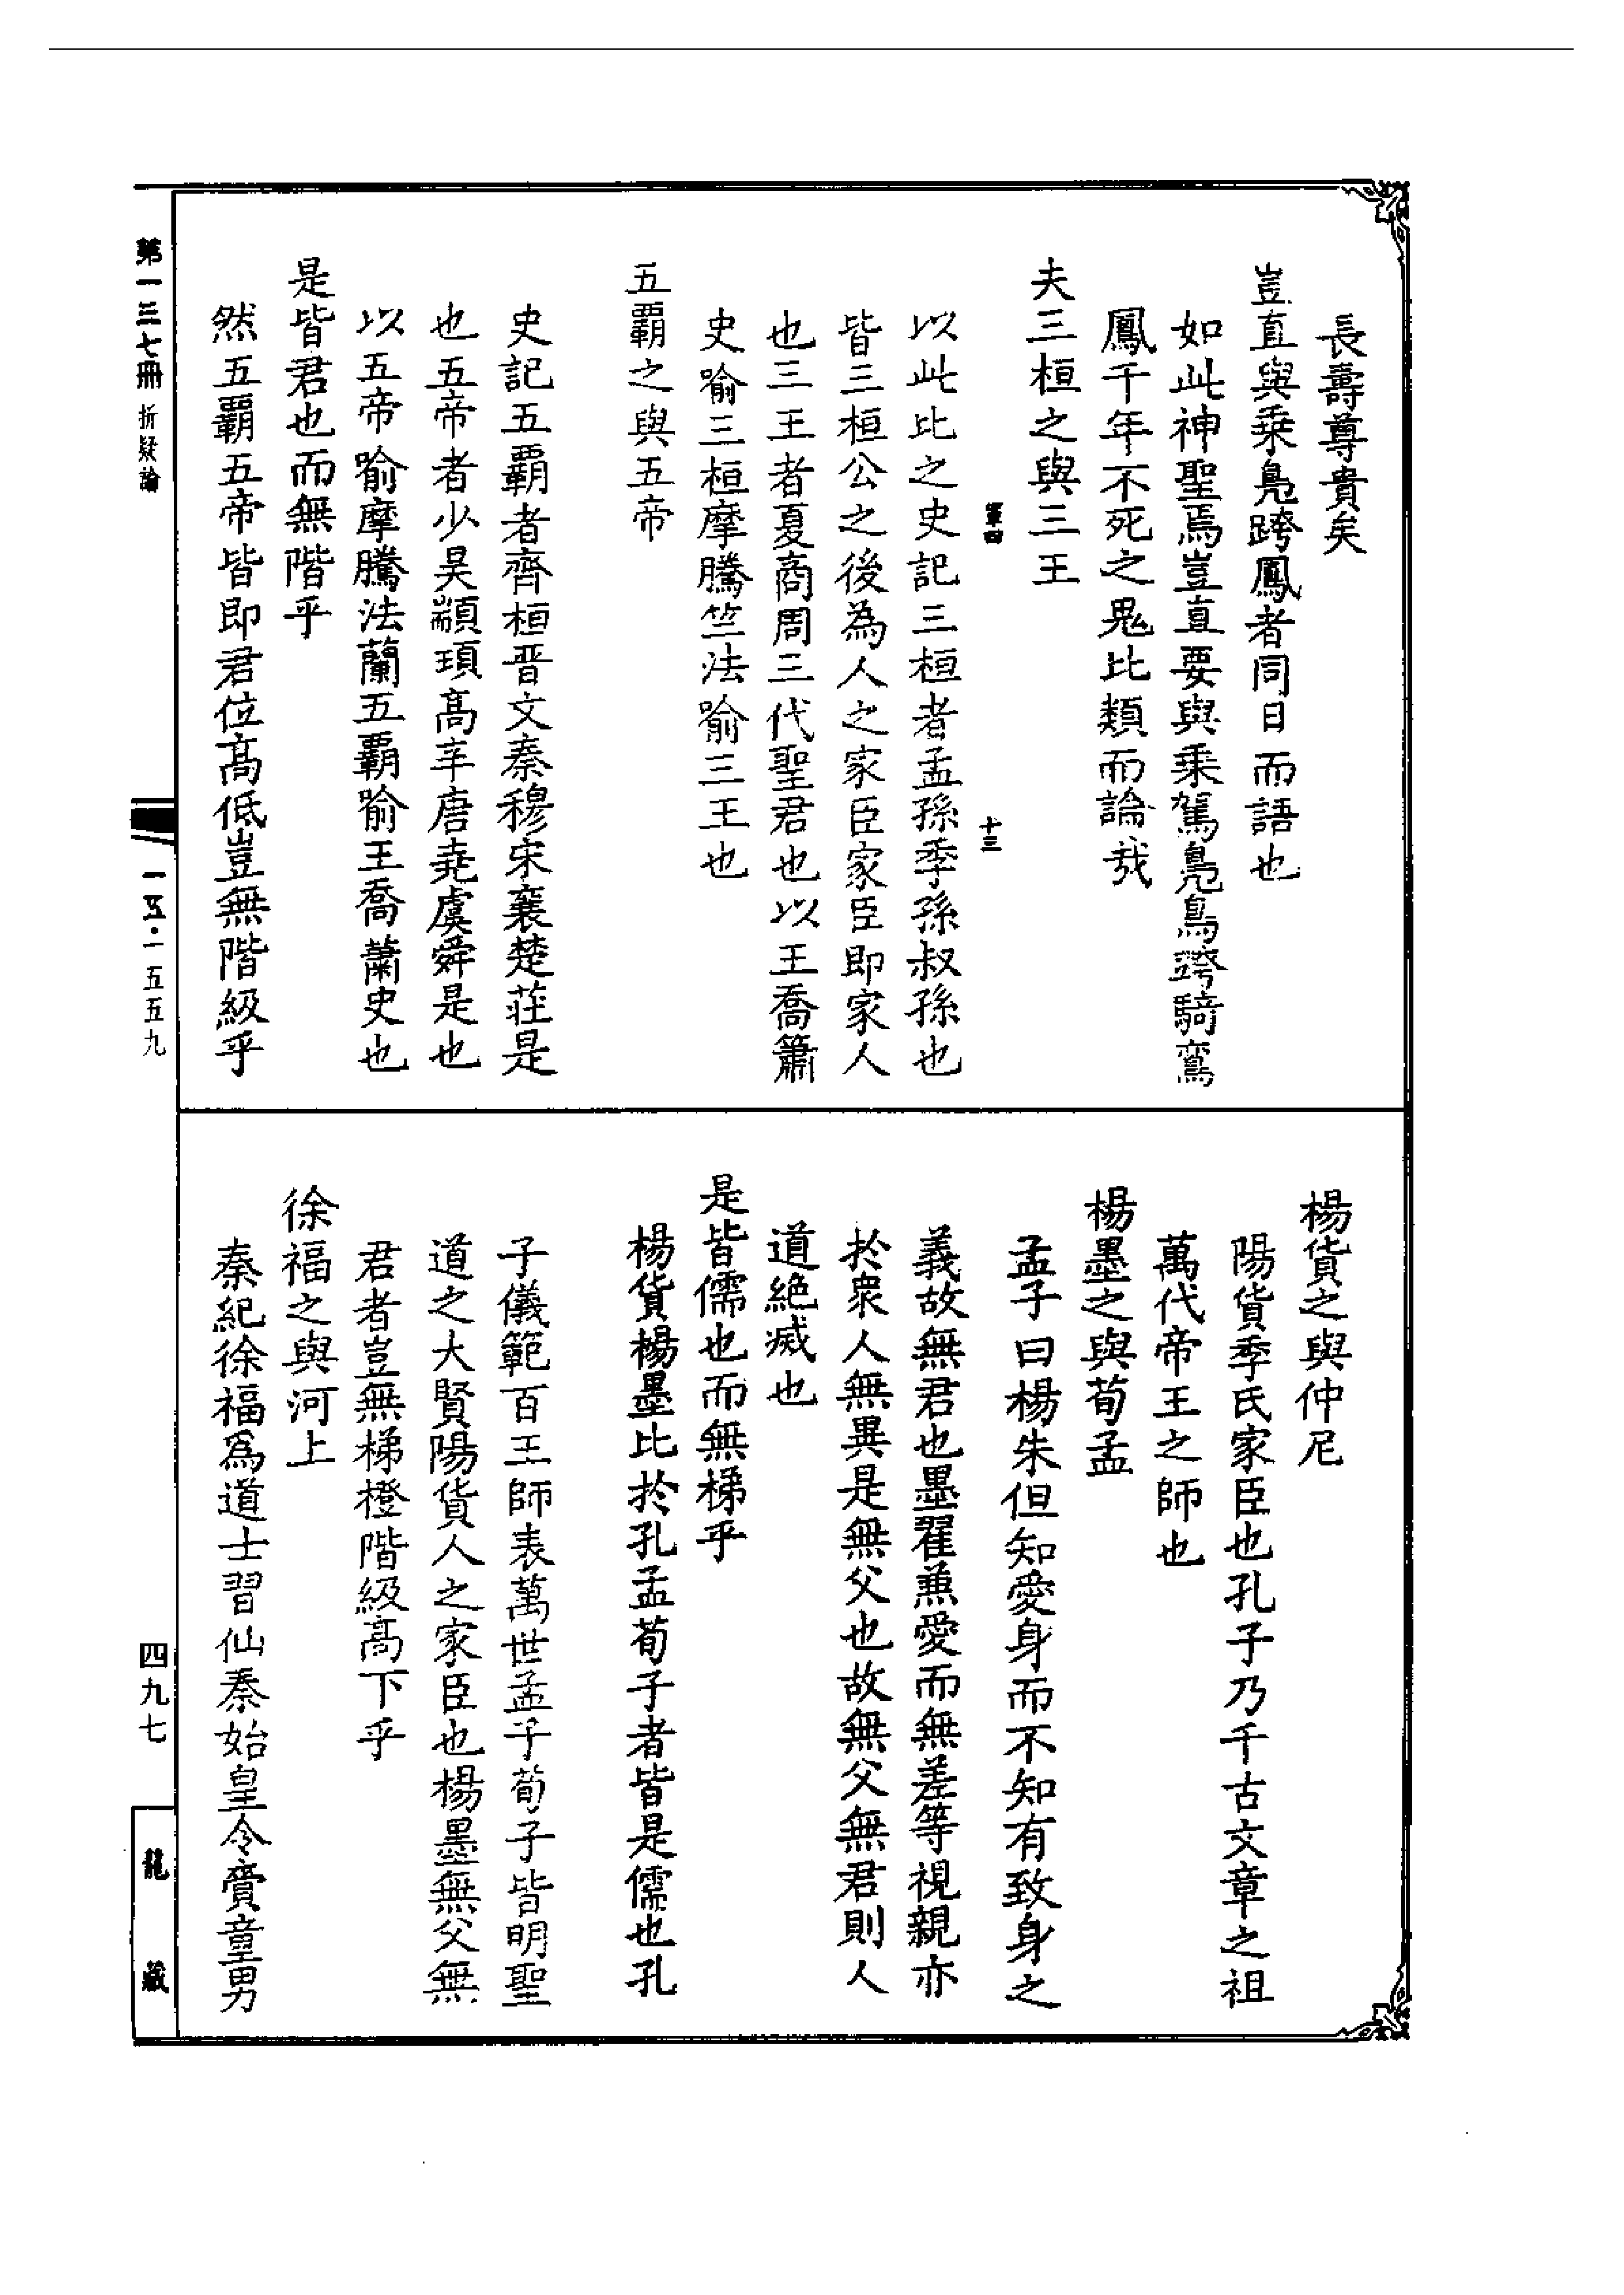 長壽尊貴矣
豈直與乘鳧跨鳳者同日而語也
如此神聖焉豈直要與乘駕鳧鳥跨騎鸞
鳳千年不死之鬼比類而論哉
夫三桓之與三王
十三
以此比之史記三桓者孟孫季孫叔孫也
皆三桓公之後為人之家臣家臣即家人
也三王者夏商周三代聖君也以王喬簫
史喻三桓摩騰竺法喻三王也
五霸之與五帝
史記五霸者齊桓晉文秦穆宋襄楚莊是
也五帝者少昊顓頊高辛唐堯虞舜是也
以五帝喻摩騰法蘭五霸喻王喬蕭史也
是皆君也而無階乎
然五霸五帝皆即君位高低豈無階級乎
楊貨之與仲尼
陽貨季氏家臣也孔子乃千古文章之祖
萬代帝王之師也
楊墨之與荀孟
孟子曰楊朱但知愛身而不知有致身之
義故無君也墨翟兼愛而無差等視親亦
於衆人無異是無父也故無父無君則人
道絶滅也
是皆儒也而無梯乎
楊貨楊墨比於孔孟荀子者皆是儒也孔
子儀範百王師表萬世孟子荀子皆明聖
道之大賢陽貨人之家臣也楊墨無父無
君者豈無梯橙階級高下乎
徐福之與河上
秦紀徐福爲道士習仙秦始皇令賫童男
第一三七冊 折疑論
一五·一五五九
四九七
龍藏